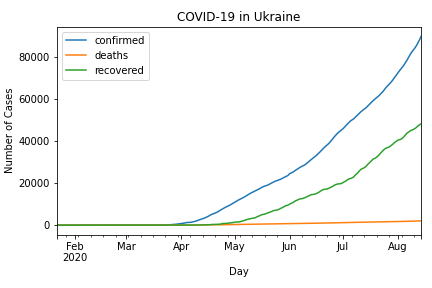 COVID-19 in Ukraine
confirmed
deaths
recovered
Number of Cases
80000
60000
40000
20000
0
Feb Mar Apr May Jun Jul Aug
2020
Day